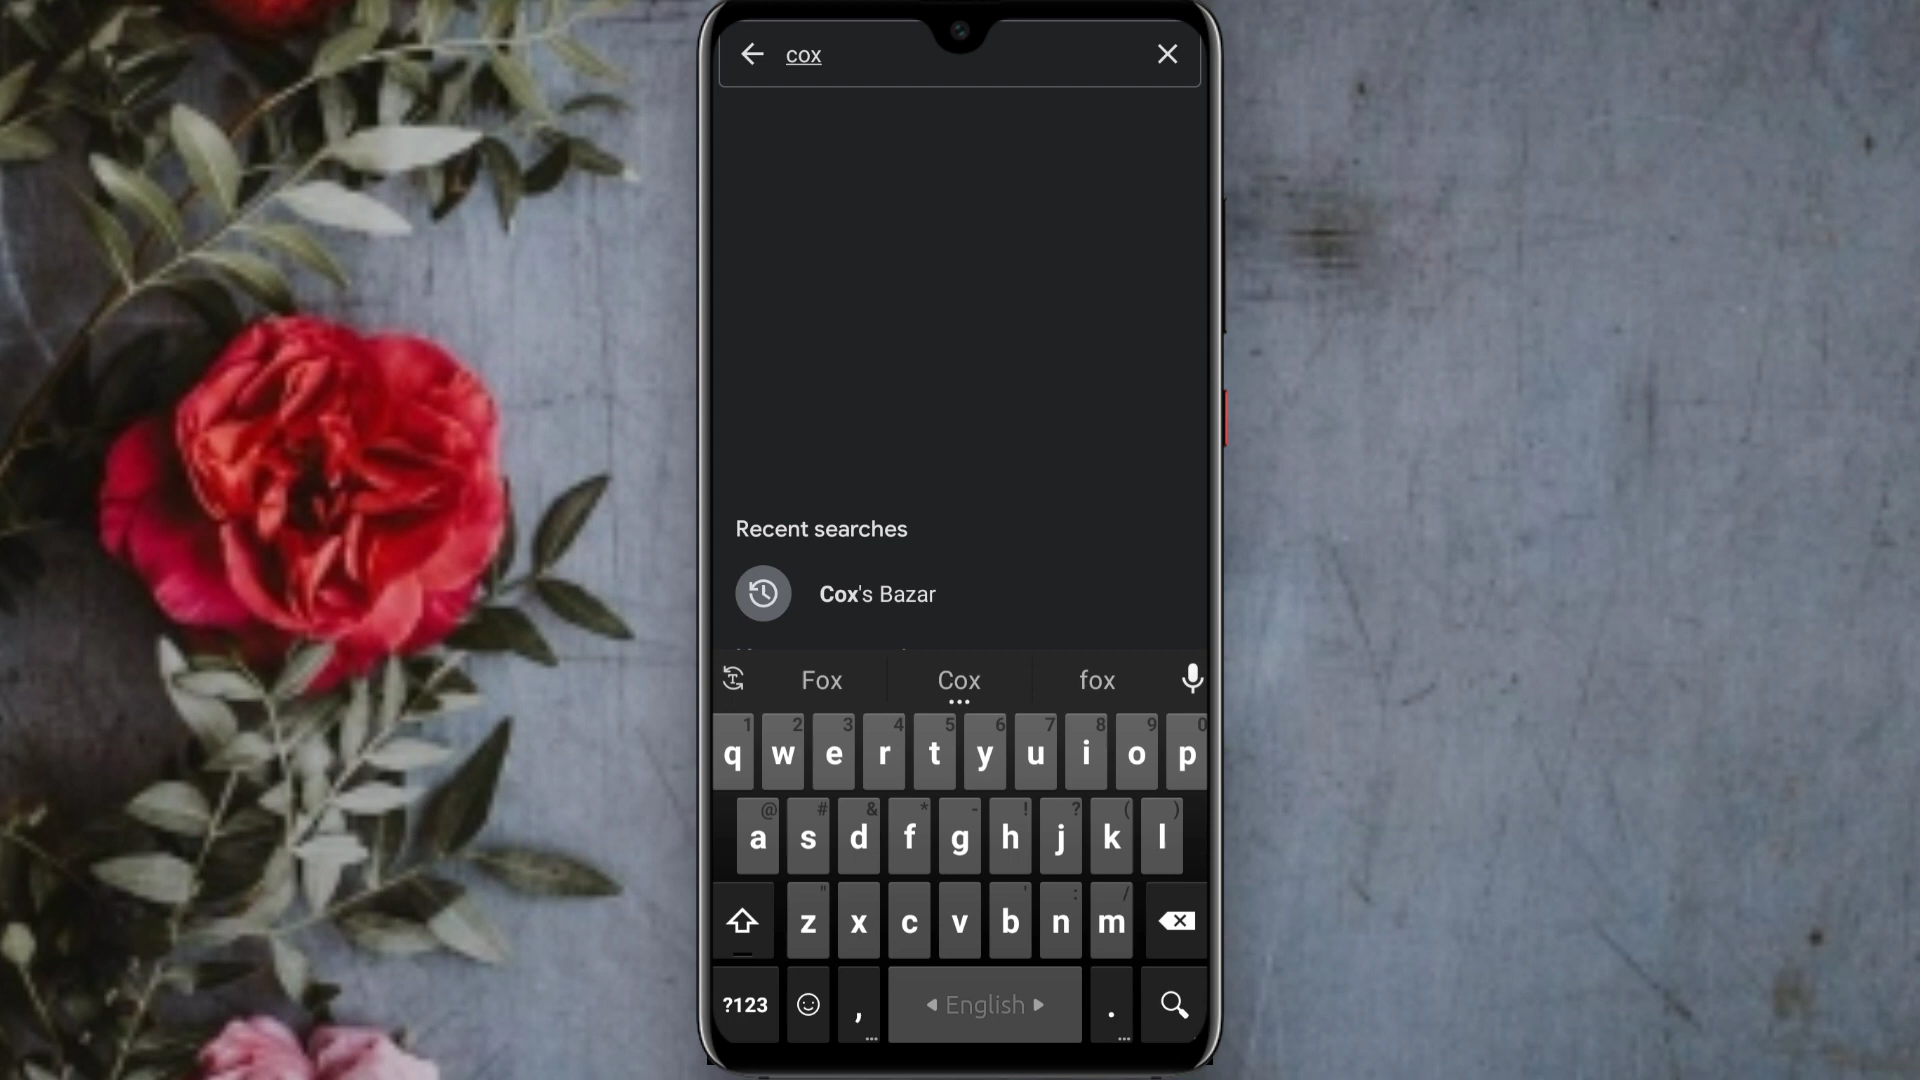 cox
Recent searches
Cox's Bazar
Fox Cox fox
1 2 3 4 5 6 7 8 9 0
q w e r t y u i o p
@ # & * - ! ? ( )
a s d f g h j k l
" ' : /
z x c v b n m
?123 , English .